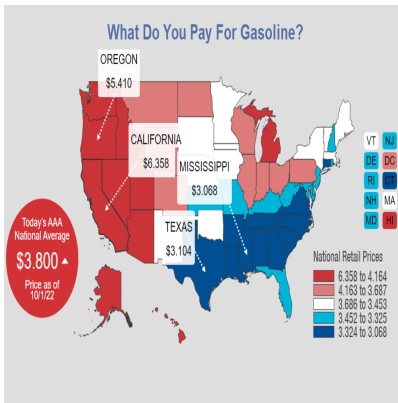 What Do You Pay For Gasoline?
OREGON
$5.410
CALIFORNIA
$6.358
MISSISSIPPI
$3.068
TEXAS
$3.104
VT NJ
DE DC
RI CT
NH MA
MD HI
Today's AAA
National Average
$3.800
Price as of
10/1/22
National Retail Prices
6.358 to 4.164
4.163 to 3.687
3.686 to 3.453
3.452 to 3.325
3.324 to 3.068